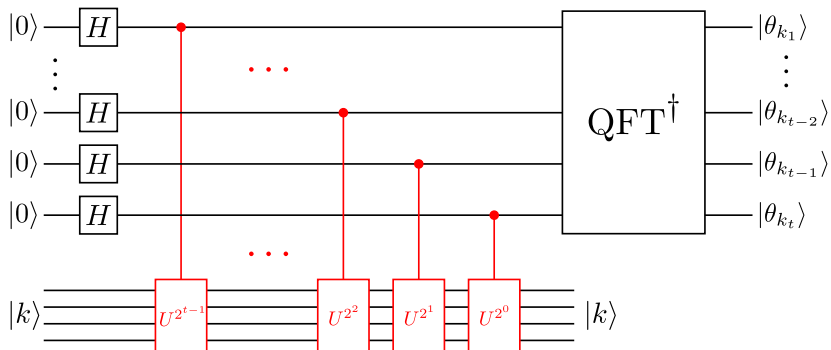 |0⟩ H |θ_{k_1}⟩
⋮ ⋯ ⋮
|0⟩ H |θ_{k_{t−2}}⟩
QFT†
|0⟩ H |θ_{k_{t−1}}⟩
|0⟩ H |θ_{k_t}⟩
⋯
|k⟩ U^{2^{t−1}} U^{2^2} U^{2^1} U^{2^0} |k⟩